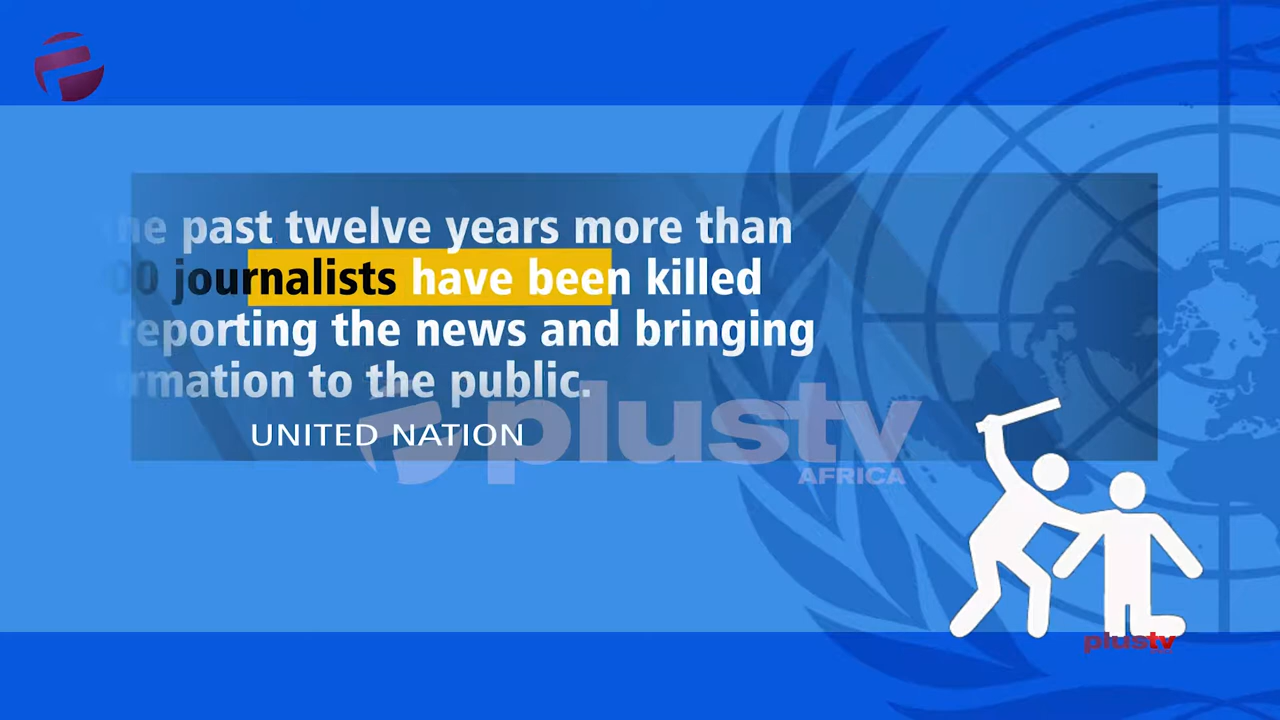 the past twelve years more than
journalists have been killed
reporting the news and bringing
to the public.
UNITED NATION
plustv
AFRICA
plustv